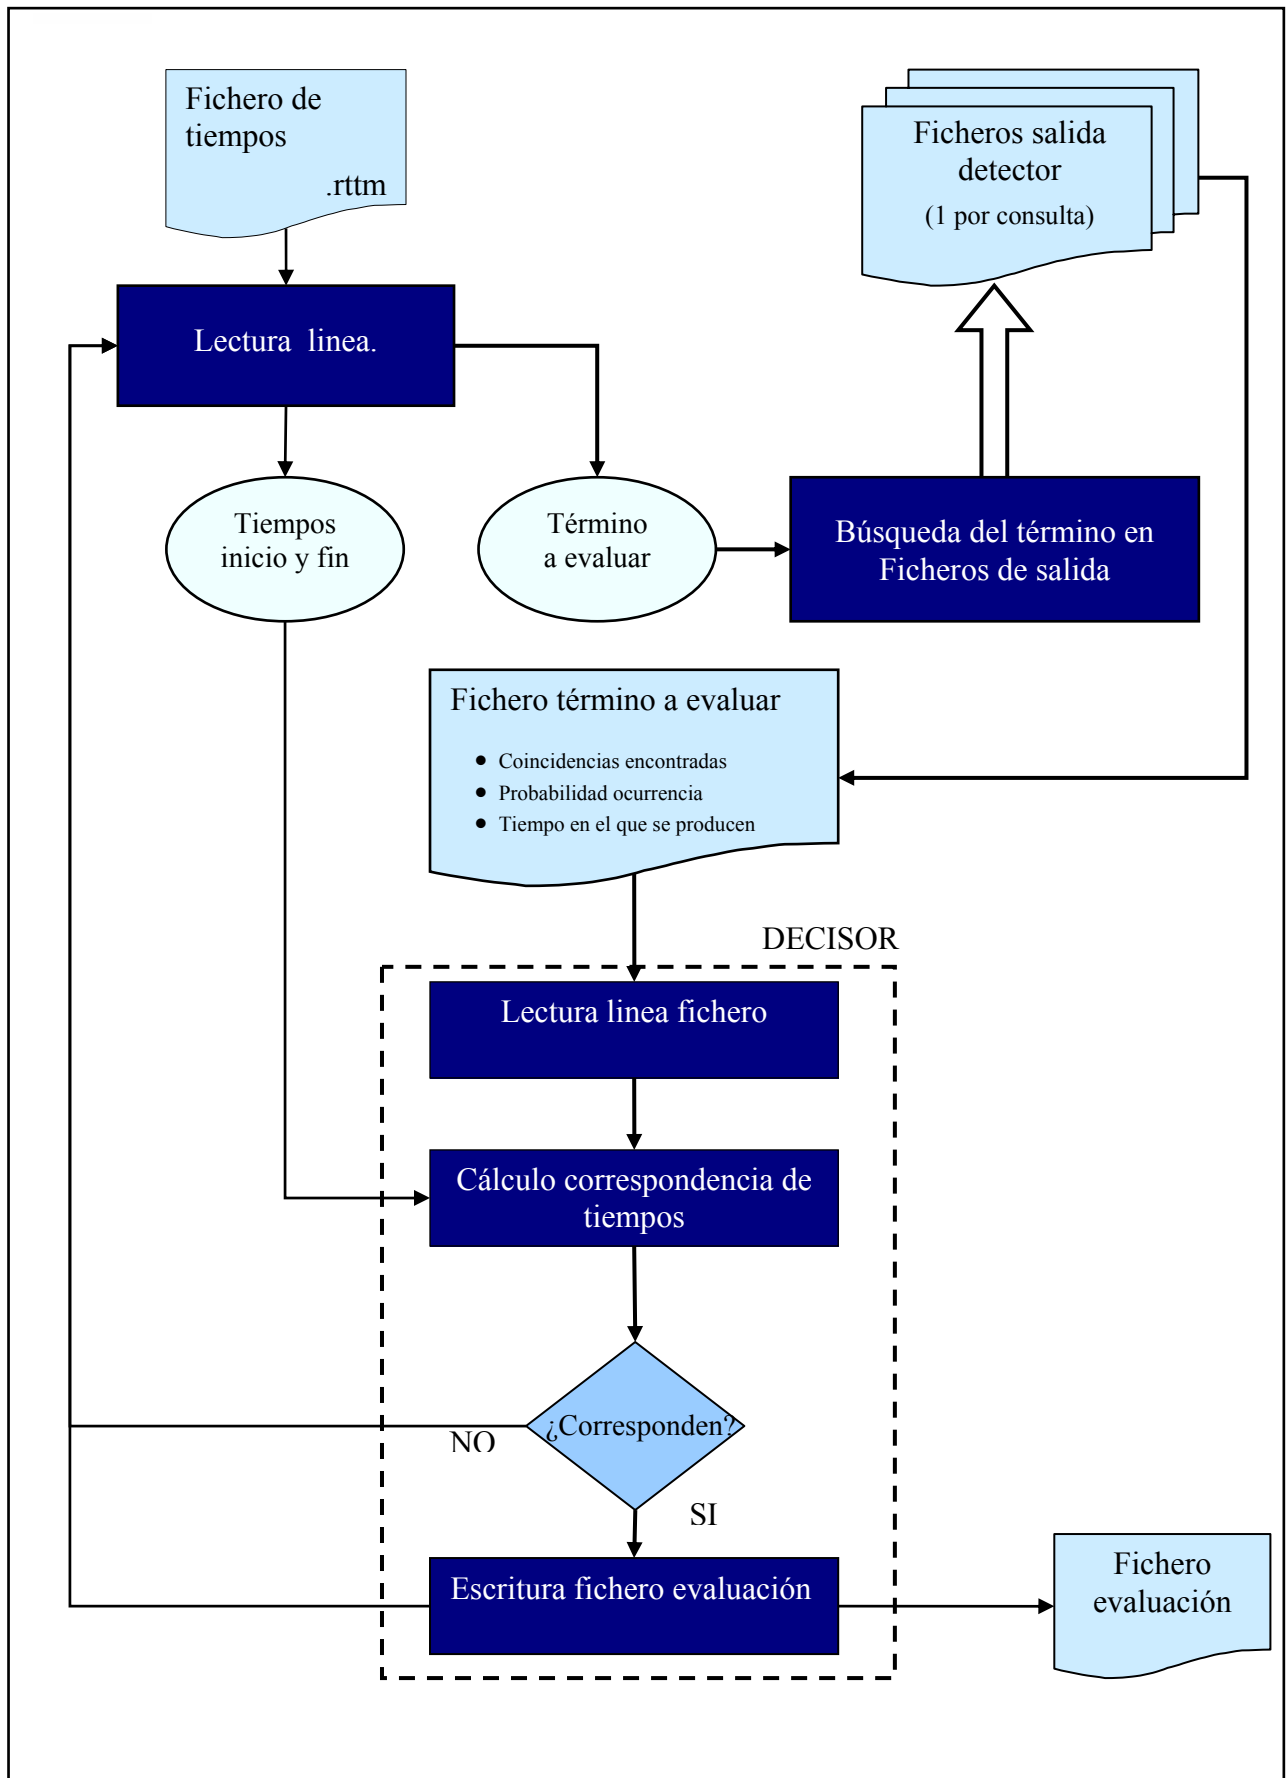 Fichero de
tiempos
.rttm
Ficheros salida
detector
(1 por consulta)
Lectura linea.
Tiempos
inicio y fin
Término
a evaluar
Búsqueda del término en
Ficheros de salida
Fichero término a evaluar
• Coincidencias encontradas
• Probabilidad ocurrencia
• Tiempo en el que se producen
DECISOR
Lectura linea fichero
Cálculo correspondencia de
tiempos
¿Corresponden?
NO
SI
Escritura fichero evaluación
Fichero
evaluación